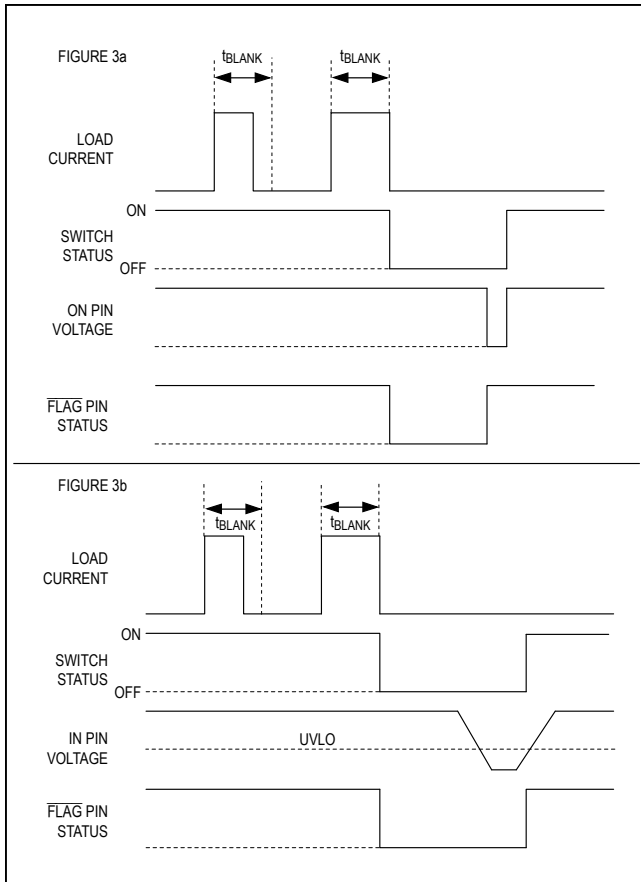 FIGURE 3a
tBLANK
tBLANK
LOAD
CURRENT
ON
SWITCH
STATUS
OFF
ON PIN
VOLTAGE
FLAG PIN
STATUS
FIGURE 3b
tBLANK
tBLANK
LOAD
CURRENT
ON
SWITCH
STATUS
OFF
IN PIN
VOLTAGE
UVLO
FLAG PIN
STATUS